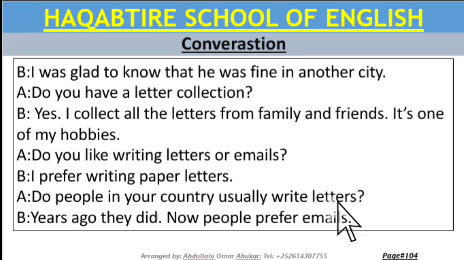 HAQABTIRE SCHOOL OF ENGLISH
Converastion
B:I was glad to know that he was fine in another city.
A:Do you have a letter collection?
B: Yes. I collect all the letters from family and friends. It’s one
of my hobbies.
A:Do you like writing letters or emails?
B:I prefer writing paper letters.
A:Do people in your country usually write letters?
B:Years ago they did. Now people prefer emails.
Arranged by: Abdullahi Omar Abukar; Tel: +252614307755 Page#104